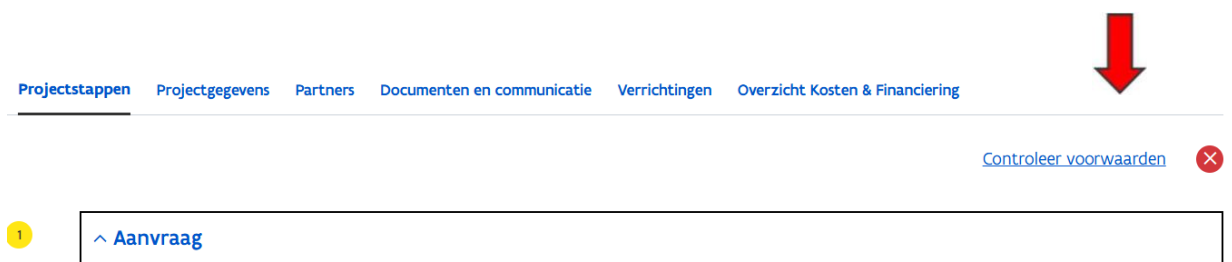 Projectstappen Projectgegevens Partners Documenten en communicatie Verrichtingen Overzicht Kosten & Financiering
Controleer voorwaarden
1 Aanvraag